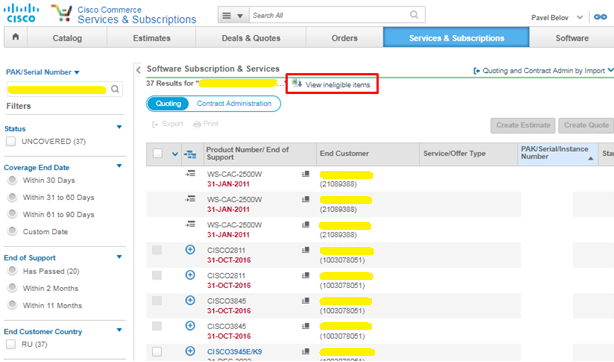 CISCO
Cisco Commerce
Services & Subscriptions
Search All
Pavel Belov
Catalog
Estimates
Deals & Quotes
Orders
Services & Subscriptions
Software
PAK/Serial Number
Filters
Status
UNCOVERED (37)
Coverage End Date
Within 30 Days
Within 31 to 60 Days
Within 61 to 90 Days
Custom Date
End of Support
Has Passed (20)
Within 2 Months
Within 11 Months
End Customer Country
RU (37)
Software Subscription & Services
Quoting and Contract Admin by Import
37 Results for "..."
View ineligible items
Quoting
Contract Administration
Export
Print
Create Estimate
Create Quote
Product Number/ End of Support
End Customer
Service/Offer Type
PAK/Serial/Instance Number
Star
WS-CAC-2500W
31-JAN-2011
(21089388)
WS-CAC-2500W
31-JAN-2011
(21089388)
WS-CAC-2500W
31-JAN-2011
(21089388)
CISCO2811
31-OCT-2016
(1003078051)
CISCO2811
31-OCT-2016
(1003078051)
CISCO3845
31-OCT-2016
(1003078051)
CISCO3845
31-OCT-2016
(1003078051)
CISCO3945E/K9